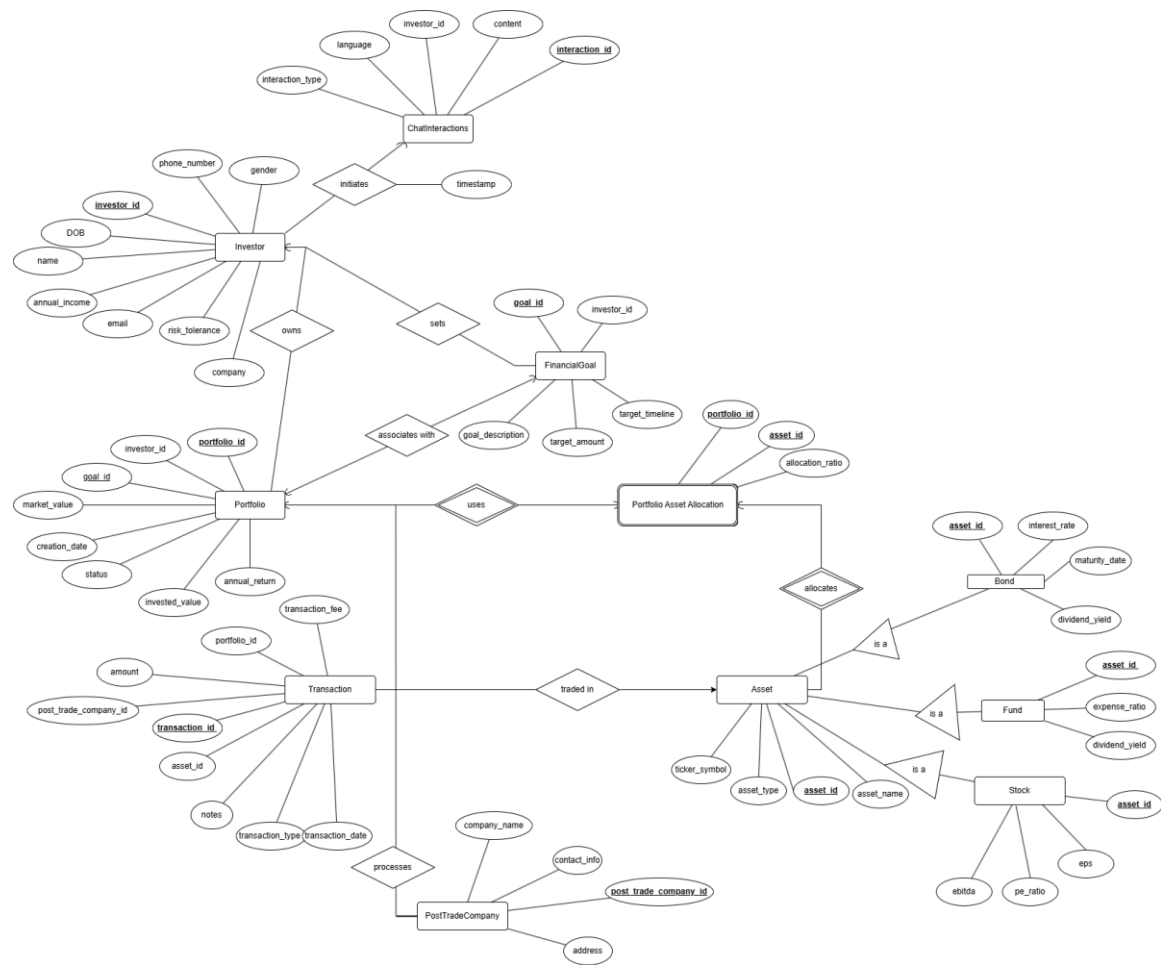 investor_id
content
language
interaction_id
interaction_type
ChatInteractions
phone_number
gender
initiates
timestamp
investor_id
DOB
Investor
name
annual_income
email
risk_tolerance
company
owns
sets
goal_id
investor_id
FinancialGoal
target_timeline
goal_description
target_amount
associates with
portfolio_id
asset_id
allocation_ratio
Portfolio Asset Allocation
portfolio_id
investor_id
goal_id
market_value
Portfolio
creation_date
status
invested_value
annual_return
uses
allocates
asset_id
interest_rate
maturity_date
Bond
dividend_yield
is a
transaction_fee
portfolio_id
amount
post_trade_company_id
Transaction
transaction_id
asset_id
notes
transaction_type
transaction_date
traded in
Asset
ticker_symbol
asset_type
asset_id
asset_name
is a
asset_id
Fund
expense_ratio
dividend_yield
is a
Stock
asset_id
eps
ebitda
pe_ratio
processes
company_name
contact_info
post_trade_company_id
PostTradeCompany
address